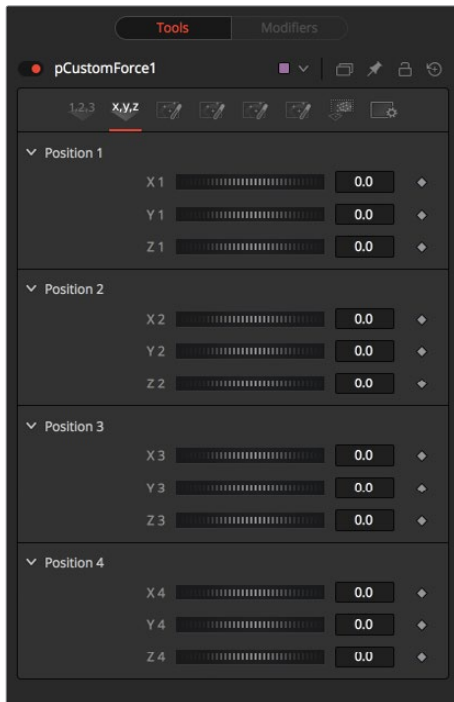 Tools Modifiers
pCustomForce1
1,2,3 x,y,z
Position 1
X 1 0.0
Y 1 0.0
Z 1 0.0
Position 2
X 2 0.0
Y 2 0.0
Z 2 0.0
Position 3
X 3 0.0
Y 3 0.0
Z 3 0.0
Position 4
X 4 0.0
Y 4 0.0
Z 4 0.0